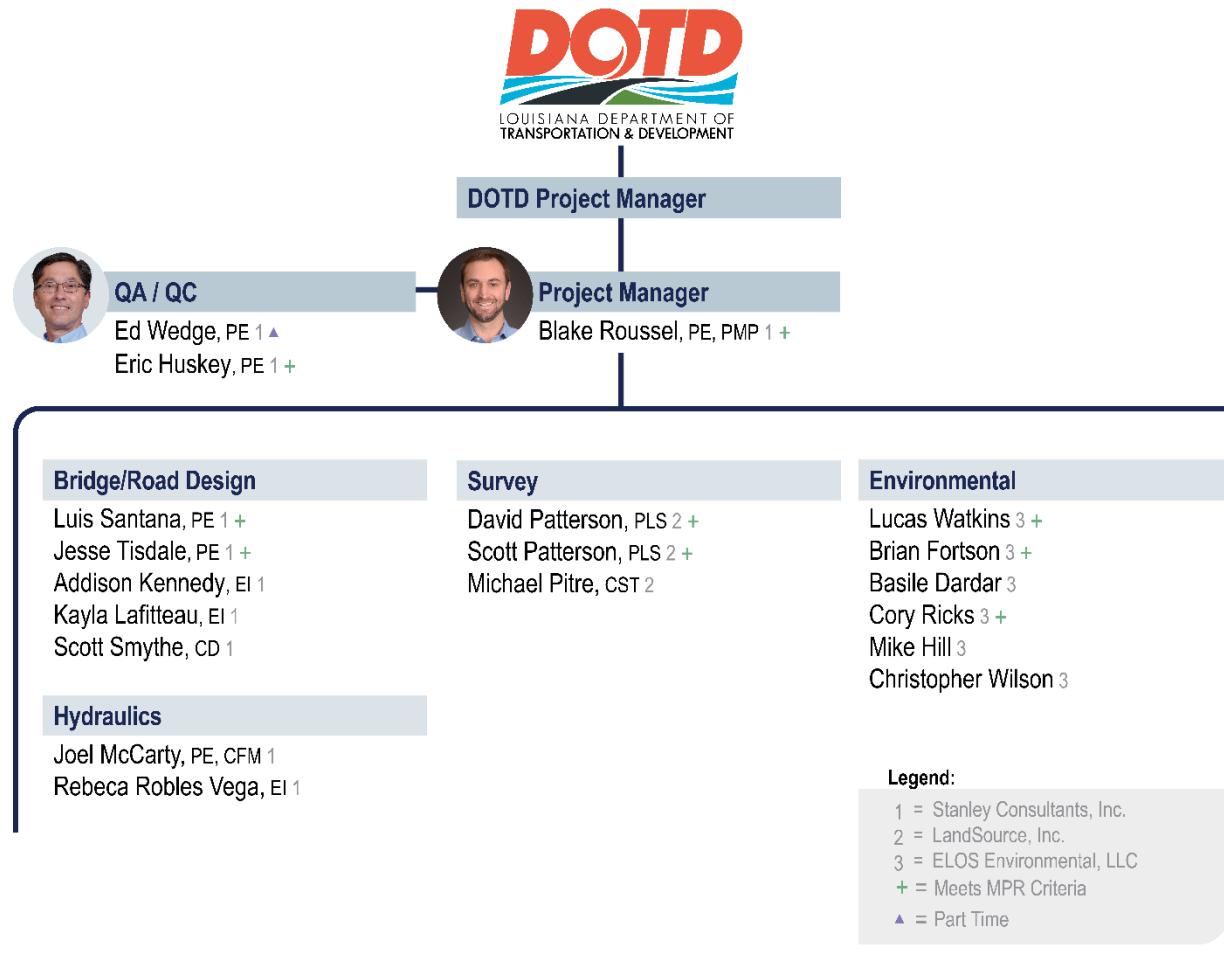 DOTD
LOUISIANA DEPARTMENT OF
TRANSPORTATION & DEVELOPMENT
DOTD Project Manager
QA / QC
Ed Wedge, PE 1 ▲
Eric Huskey, PE 1 +
Project Manager
Blake Roussel, PE, PMP 1 +
Bridge/Road Design
Luis Santana, PE 1 +
Jesse Tisdale, PE 1 +
Addison Kennedy, EI 1
Kayla Lafitteau, EI 1
Scott Smythe, CD 1
Hydraulics
Joel McCarty, PE, CFM 1
Rebeca Robles Vega, EI 1
Survey
David Patterson, PLS 2 +
Scott Patterson, PLS 2 +
Michael Pitre, CST 2
Environmental
Lucas Watkins 3 +
Brian Fortson 3 +
Basile Dardar 3
Cory Ricks 3 +
Mike Hill 3
Christopher Wilson 3
Legend:
1 = Stanley Consultants, Inc.
2 = LandSource, Inc.
3 = ELOS Environmental, LLC
+ = Meets MPR Criteria
▲ = Part Time